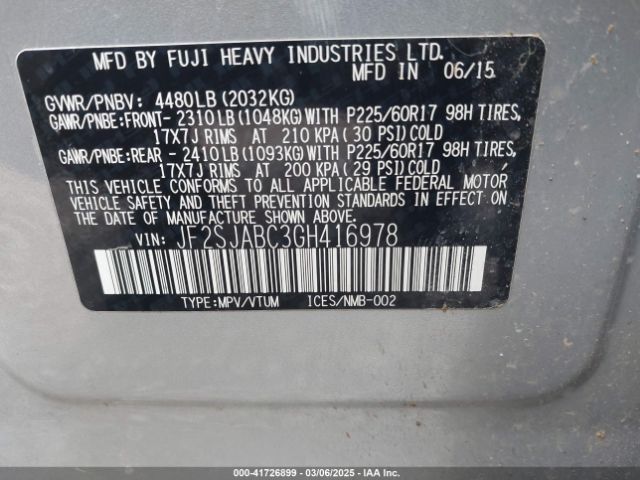 MFD BY FUJI HEAVY INDUSTRIES LTD.
MFD IN 06/15
GVWR/PNBV: 4480LB(2032KG)
GAWR/PNBE:FRONT- 2310LB(1048KG)WITH P225/60R17 98H TIRES,
17X7J RIMS AT 210 KPA( 30 PSI)COLD
GAWR/PNBE:REAR - 2410LB(1093KG)WITH P225/60R17 98H TIRES,
17X7J RIMS AT 200 KPA( 29 PSI)COLD
THIS VEHICLE CONFORMS TO ALL APPLICABLE FEDERAL MOTOR
VEHICLE SAFETY AND THEFT PREVENTION STANDARDS IN EFFECT ON
THE DATE OF MANUFACTURE SHOWN ABOVE.
VIN: JF2SJABC3GH416978
TYPE:MPV/VTUM ICES/NMB-002
000-41726899 - 03/06/2025 - IAA, Inc.